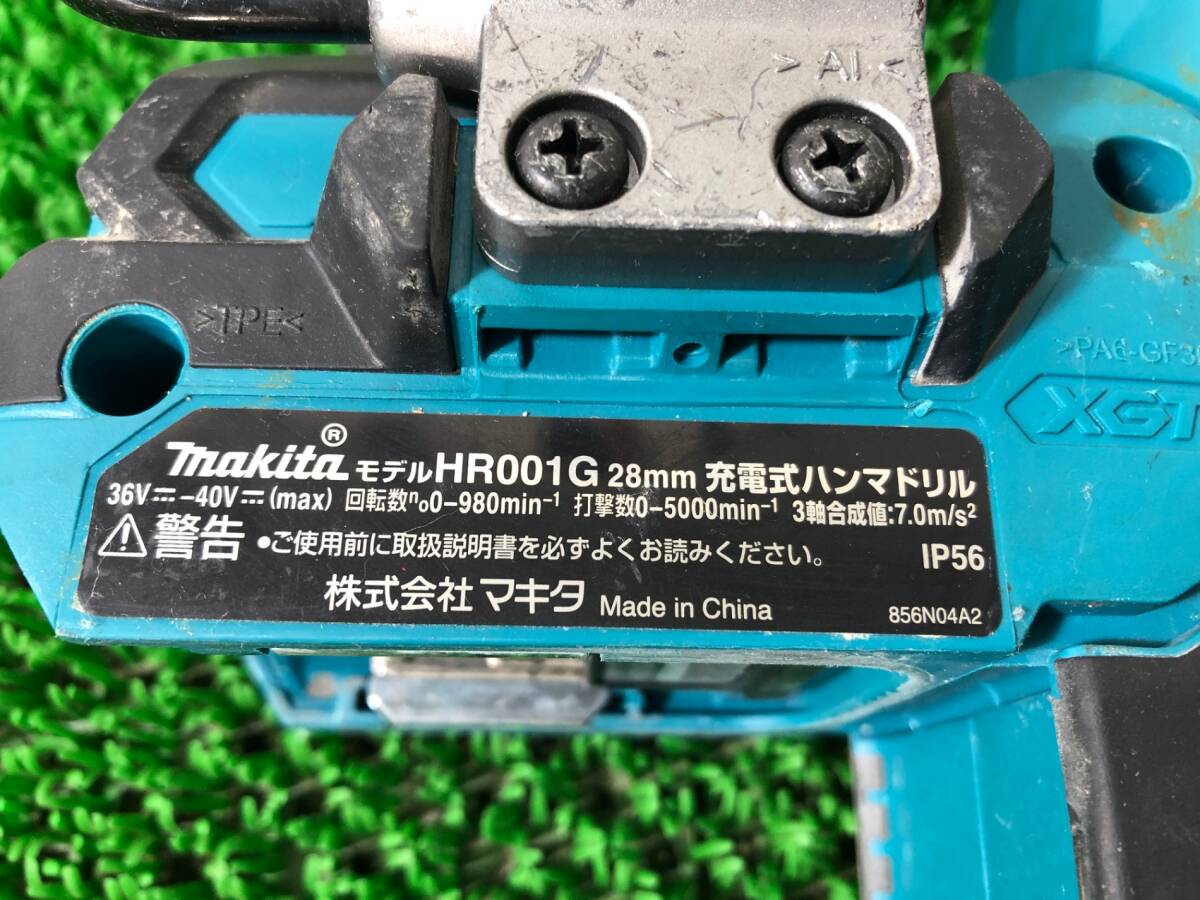 >AI<
>TPE<
>PA6-GF3
XGT
makita® モデルHR001G 28mm 充電式ハンマドリル
36V⎓-40V⎓(max) 回転数n₀0-980min⁻¹ 打撃数0-5000min⁻¹ 3軸合成値:7.0m/s²
⚠警告 •ご使用前に取扱説明書を必ずよくお読みください。 IP56
株式会社 マキタ Made in China 856N04A2